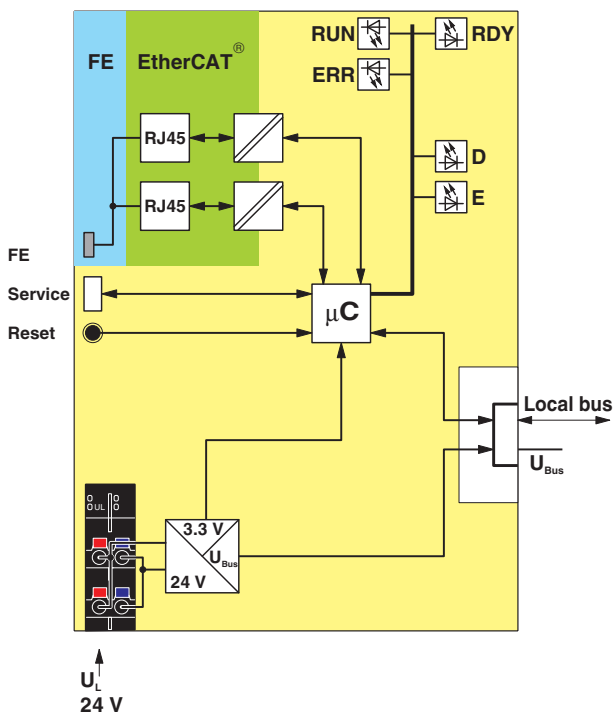 RUN
RDY
FE
EtherCAT®
ERR
RJ45
D
RJ45
E
FE
Service
µC
Reset
Local bus
UBus
UL
3.3 V
UBus
24 V
UL
24 V